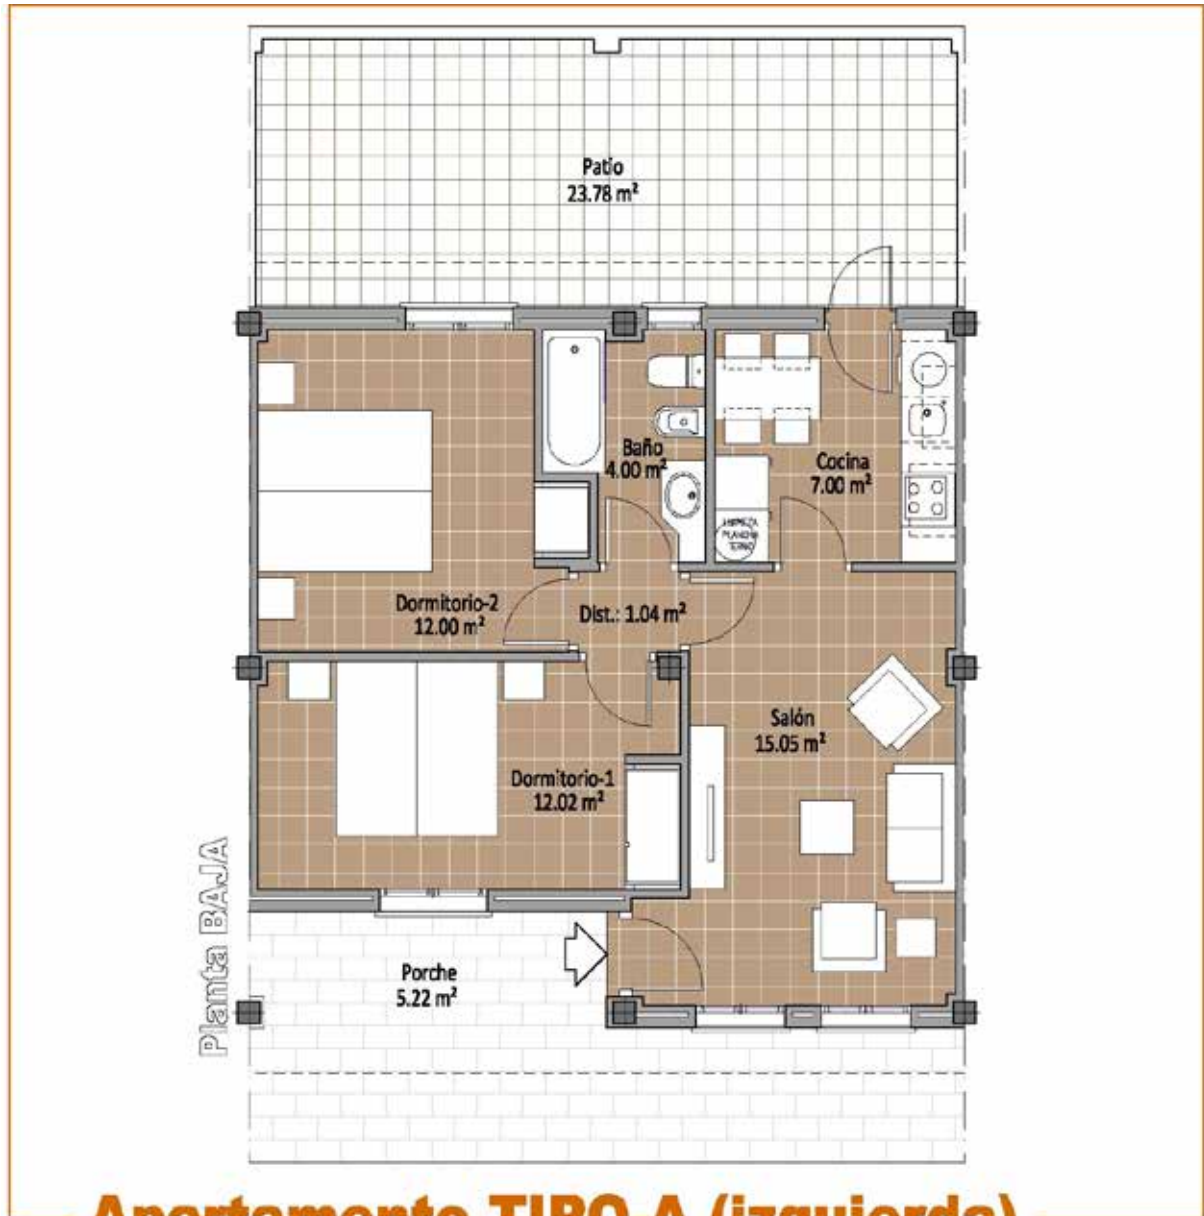 Patio
23.78 m²
Baño
4.00 m²
Cocina
7.00 m²
Dormitorio-2
12.00 m²
Dist.: 1.04 m²
Salón
15.05 m²
Dormitorio-1
12.02 m²
Planta BAJA
Porche
5.22 m²
Apartamento TIPO A (izquierda)